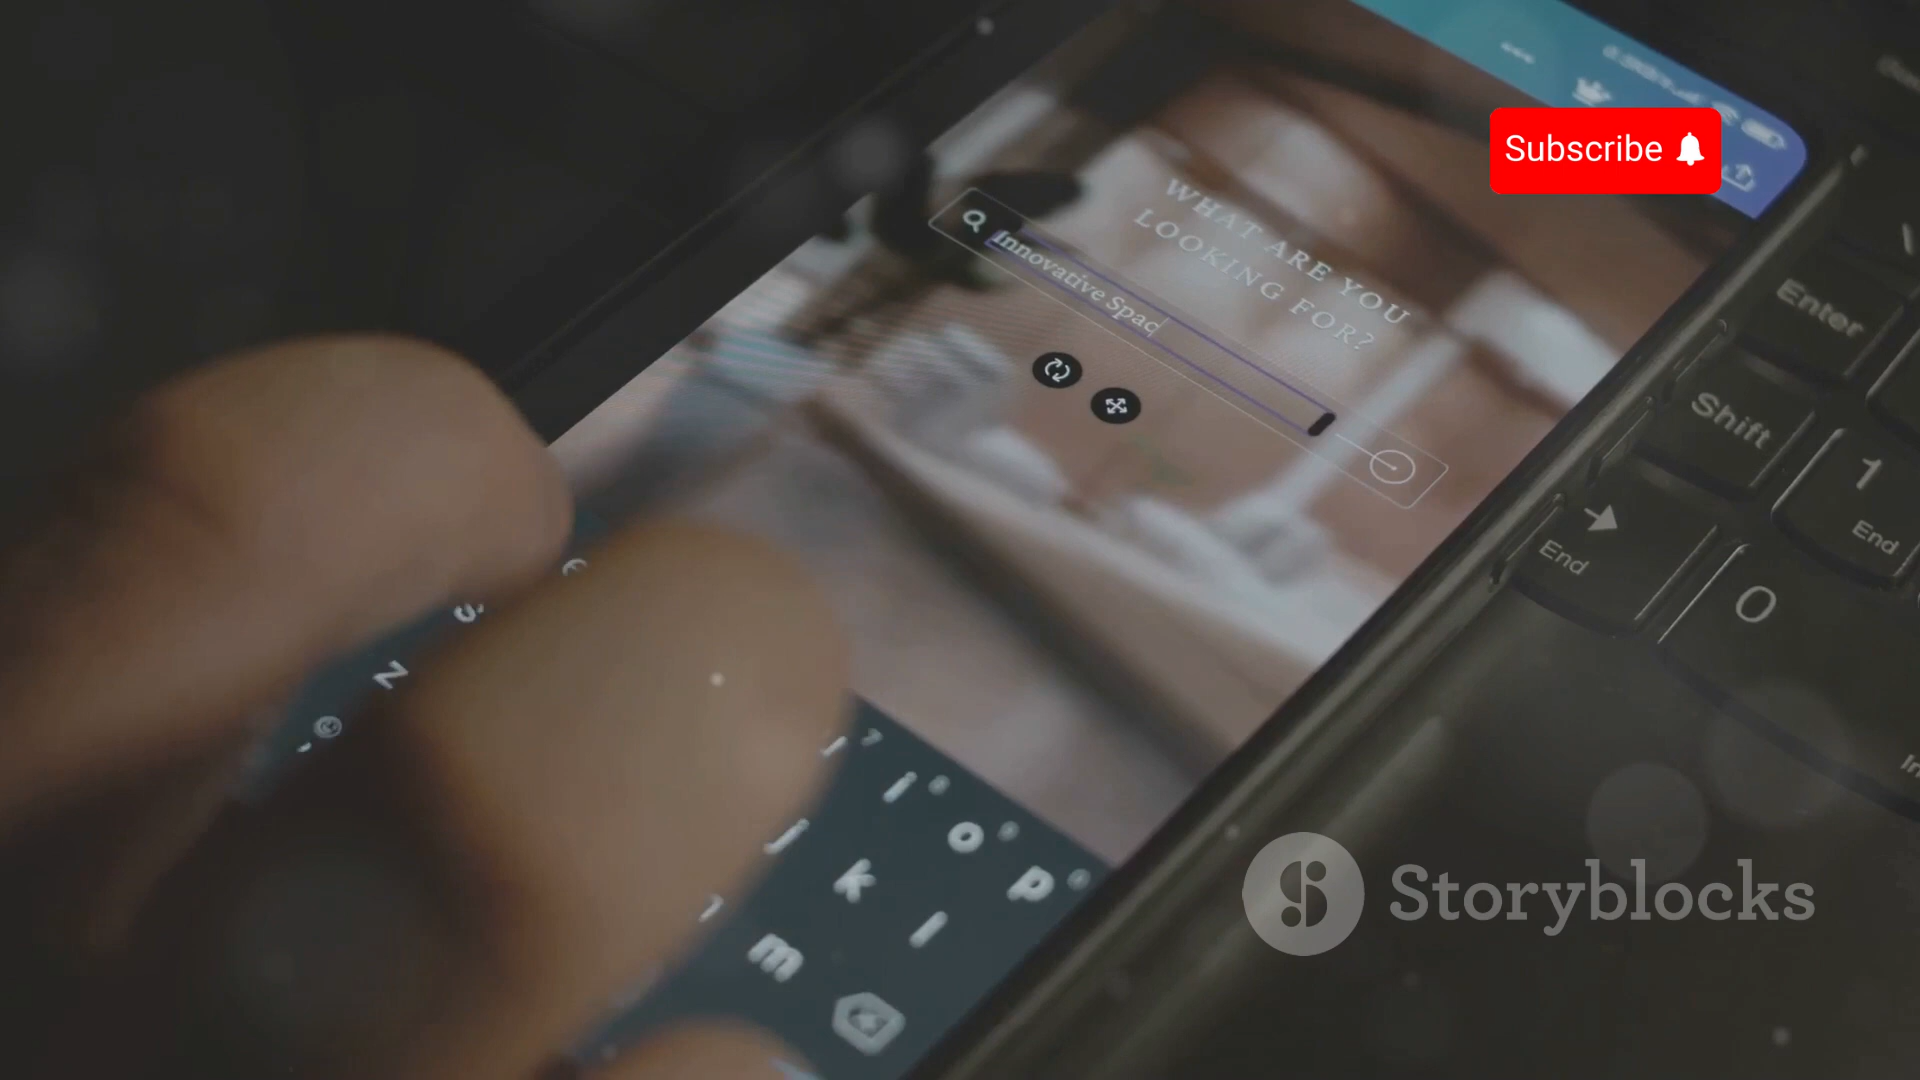 Subscribe
WHAT ARE YOU
LOOKING FOR?
Innovative Spac
Enter
Shift
1
End
End
0
z
i
o
p
j
k
l
m
Storyblocks